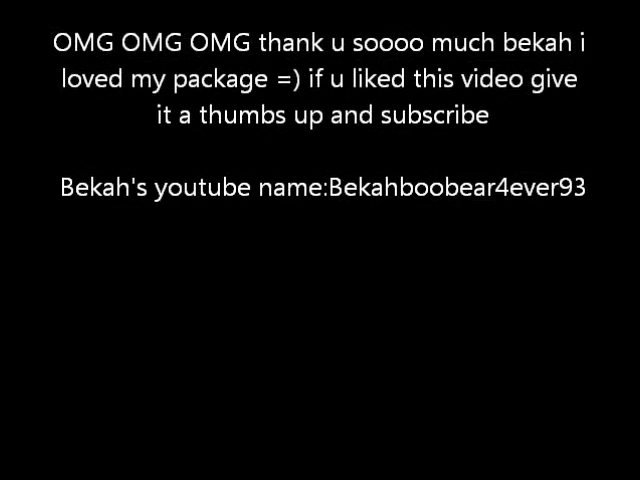 OMG OMG OMG thank u soooo much bekah i
loved my package =) if u liked this video give
it a thumbs up and subscribe
Bekah's youtube name:Bekahboobear4ever93